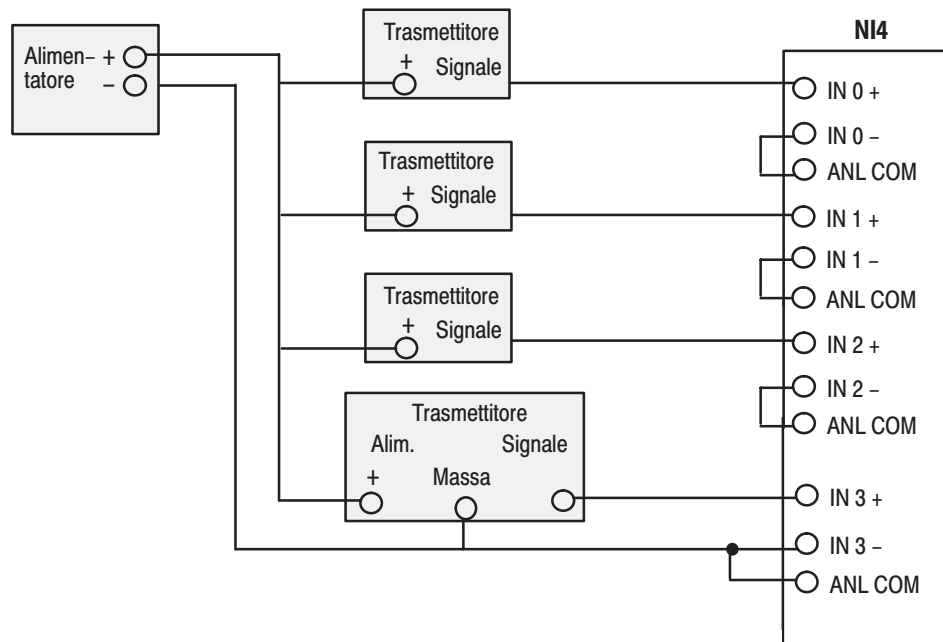 NI4
Alimen– +
tatore –
Trasmettitore
+ Signale
IN 0 +
IN 0 –
ANL COM
Trasmettitore
+ Signale
IN 1 +
IN 1 –
ANL COM
Trasmettitore
+ Signale
IN 2 +
IN 2 –
ANL COM
Trasmettitore
Alim. Signale
+ Massa
IN 3 +
IN 3 –
ANL COM